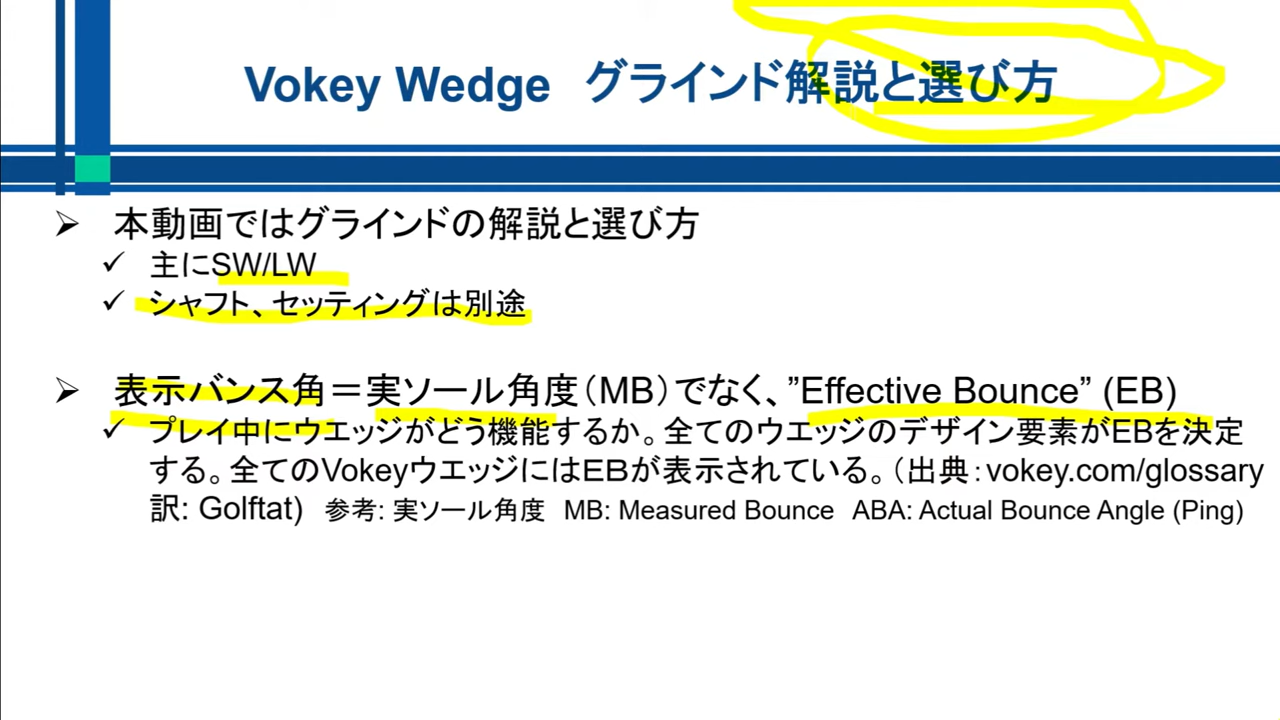 Vokey Wedge グラインド解説と選び方
本動画ではグラインドの解説と選び方
主にSW/LW
シャフト、セッティングは別途
表示バンス角＝実ソール角度（MB）でなく、”Effective Bounce” (EB)
プレイ中にウエッジがどう機能するか。全てのウエッジのデザイン要素がEBを決定
する。全てのVokeyウエッジにはEBが表示されている。（出典：vokey.com/glossary
訳: Golftat) 参考: 実ソール角度 MB: Measured Bounce ABA: Actual Bounce Angle (Ping)